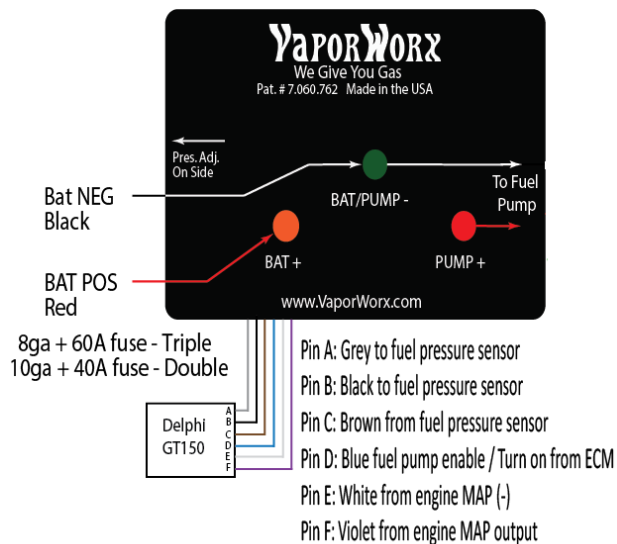 VAPORWORX
We Give You Gas
Pat. # 7.060.762 Made in the USA
Pres. Adj.
On Side
To Fuel
Pump
BAT/PUMP -
Bat NEG
Black
BAT +
PUMP +
BAT POS
Red
www.VaporWorx.com
8ga + 60A fuse - Triple
10ga + 40A fuse - Double
Delphi
GT150
A
B
C
D
E
F
Pin A: Grey to fuel pressure sensor
Pin B: Black to fuel pressure sensor
Pin C: Brown from fuel pressure sensor
Pin D: Blue fuel pump enable / Turn on from ECM
Pin E: White from engine MAP (-)
Pin F: Violet from engine MAP output